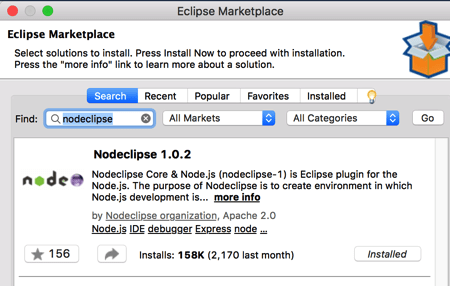 Eclipse Marketplace
Eclipse Marketplace
Select solutions to install. Press Install Now to proceed with installation.
Press the "more info" link to learn more about a solution.
Search Recent Popular Favorites Installed
Find: nodeclipse All Markets All Categories Go
Nodeclipse 1.0.2
node
Nodeclipse Core & Node.js (nodeclipse-1) is Eclipse plugin for the
Node.js. The purpose of Nodeclipse is to create environment in which
Node.js development is... more info
by Nodeclipse organization, Apache 2.0
Node.js IDE debugger Express node ...
156 Installs: 158K (2,170 last month) Installed